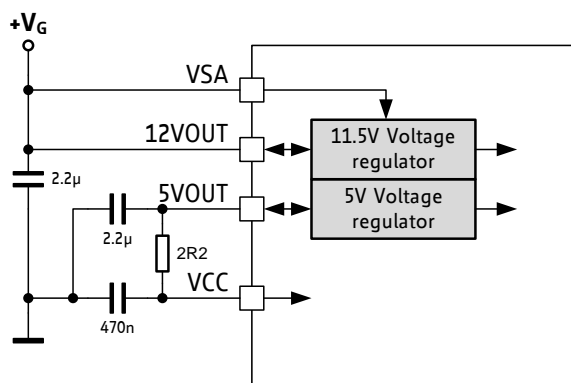 +VG
VSA
12VOUT
11.5V Voltage
regulator
2.2µ
5VOUT
5V Voltage
regulator
2.2µ
2R2
VCC
470n